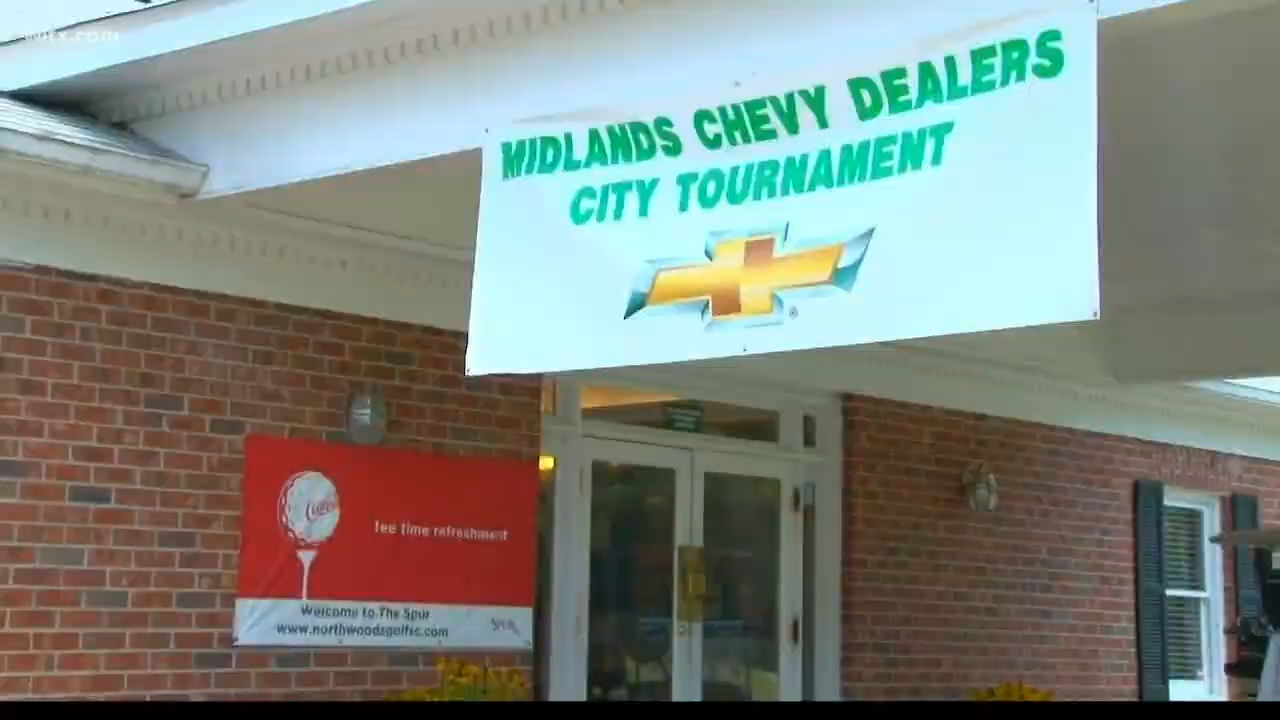 MIDLANDS CHEVY DEALERS
CITY TOURNAMENT
®
tee time refreshment
Welcome to The Spur
www.northwoodsgolfsc.com